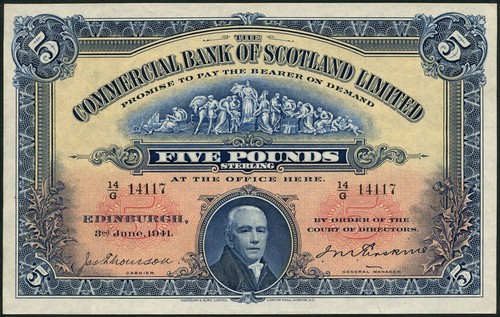 THE
COMMERCIAL BANK OF SCOTLAND LIMITED
PROMISE TO PAY THE BEARER ON DEMAND
5 5
FIVE POUNDS
STERLING
AT THE OFFICE HERE.
14/G 14117 14/G 14117
EDINBURGH,
3rd June, 1941.
BY ORDER OF THE
COURT OF DIRECTORS.
CASHIER.
GENERAL MANAGER.
5 5